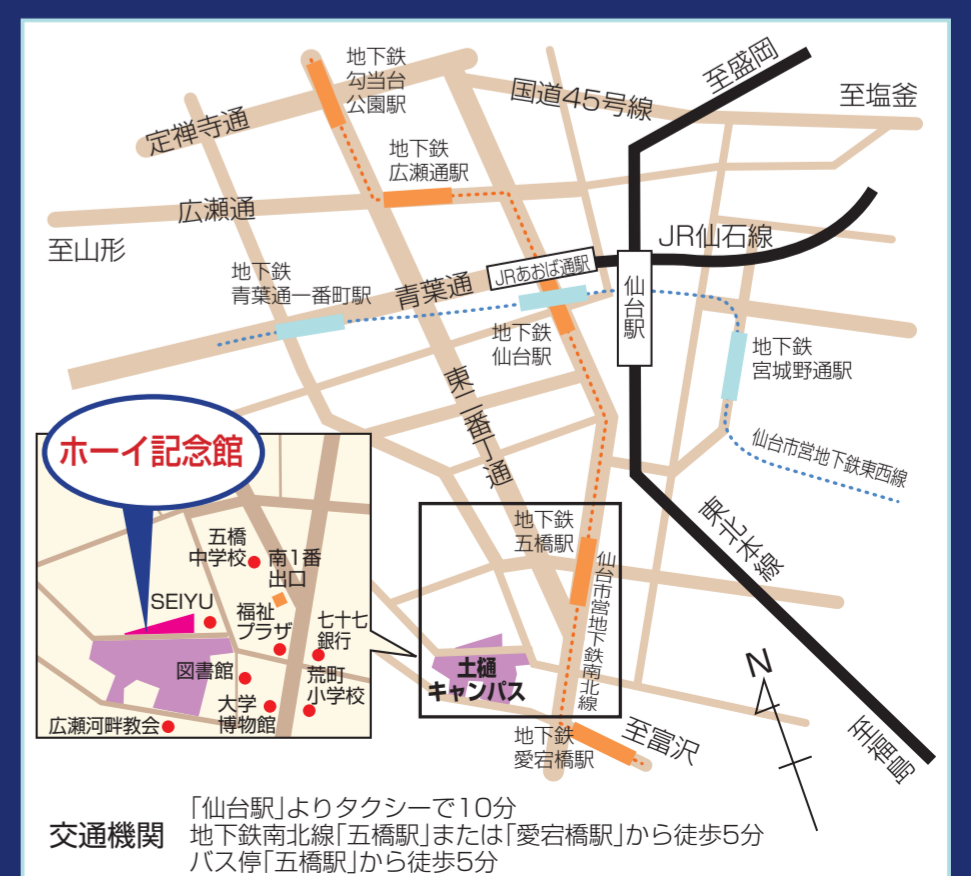 地下鉄
勾当台
公園駅
定禅寺通
国道45号線
至盛岡
至塩釜
地下鉄
広瀬通駅
広瀬通
至山形
JR仙石線
地下鉄
青葉通一番町駅
青葉通
JRあおば通駅
仙台駅
地下鉄
仙台駅
地下鉄
宮城野通駅
東二番丁通
仙台市営地下鉄東西線
ホーイ記念館
五橋
中学校
南1番
出口
SEIYU
福祉
プラザ
七十七
銀行
図書館
荒町
小学校
大学
博物館
広瀬河畔教会
地下鉄
五橋駅
仙台市営地下鉄南北線
東北本線
土樋
キャンパス
地下鉄
愛宕橋駅
至富沢
N
至福島
交通機関
「仙台駅」よりタクシーで10分
地下鉄南北線「五橋駅」または「愛宕橋駅」から徒歩5分
バス停「五橋駅」から徒歩5分